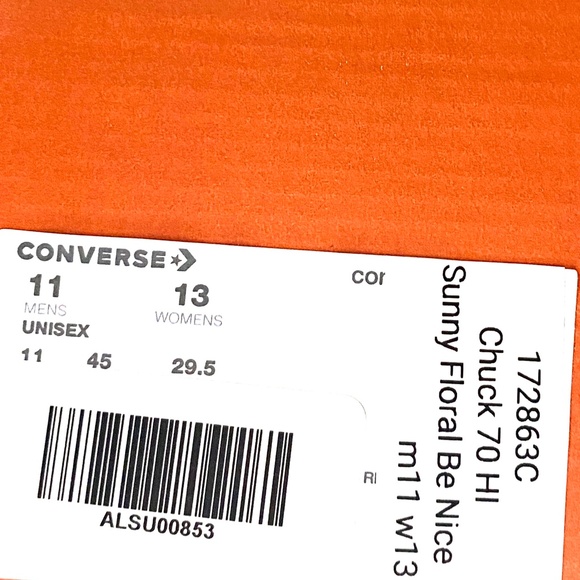 CONVERSE
11 13
MENS WOMENS
UNISEX
11 45 29.5
ALSU00853
cor
RI
172863C
Chuck 70 HI
Sunny Floral Be Nice
m11 w13